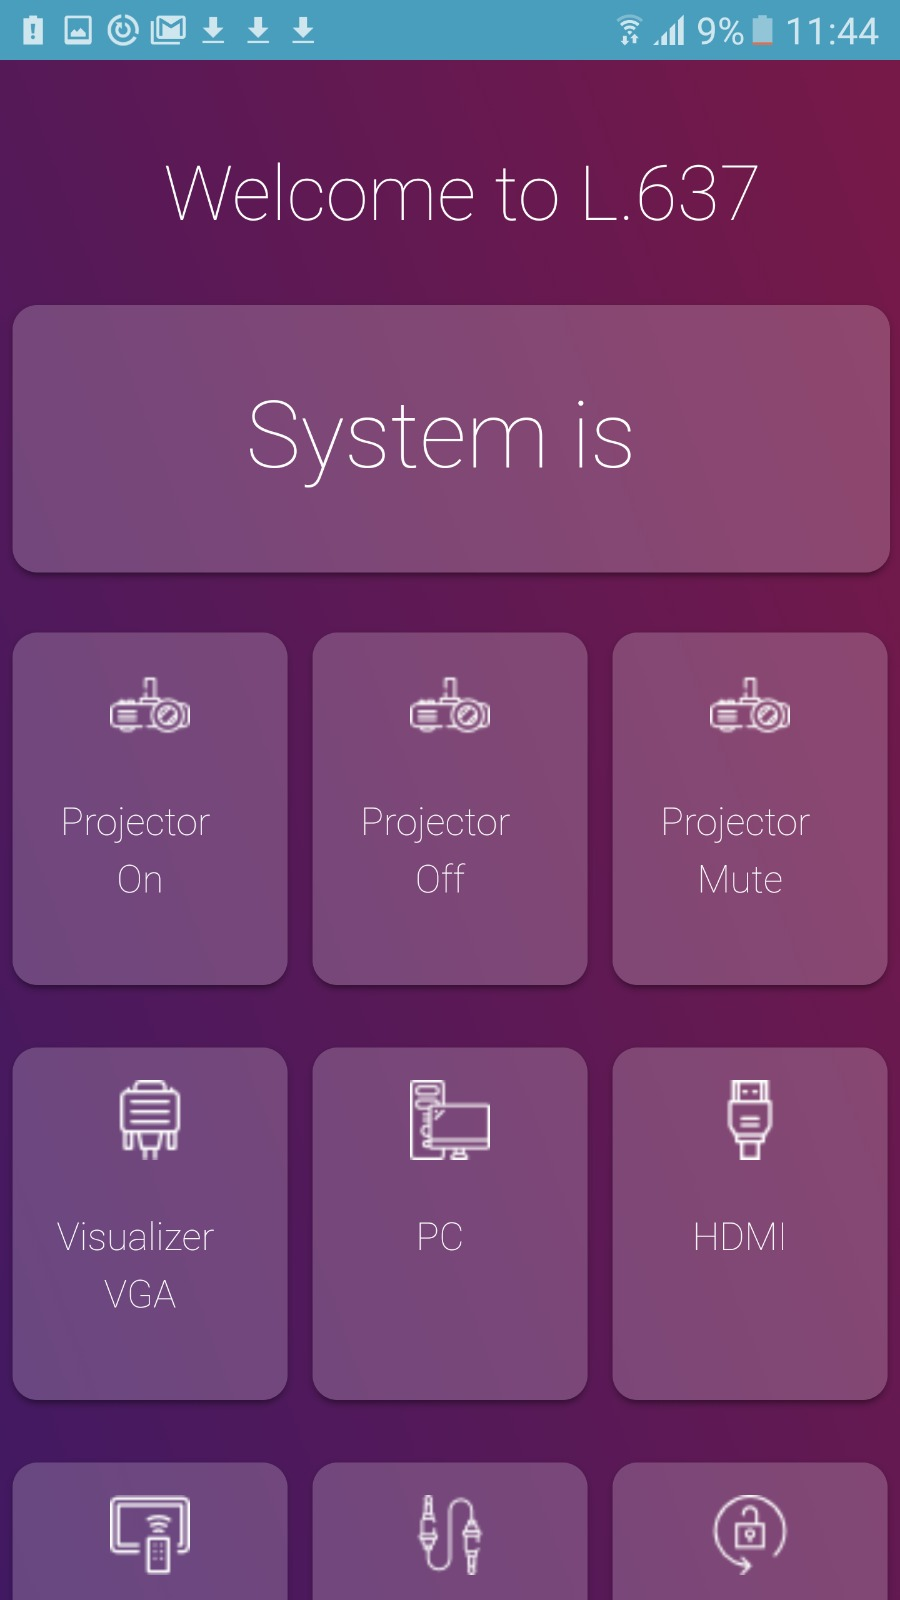 9% 11:44
Welcome to L.637
System is
Projector
On
Projector
Off
Projector
Mute
Visualizer
VGA
PC
HDMI